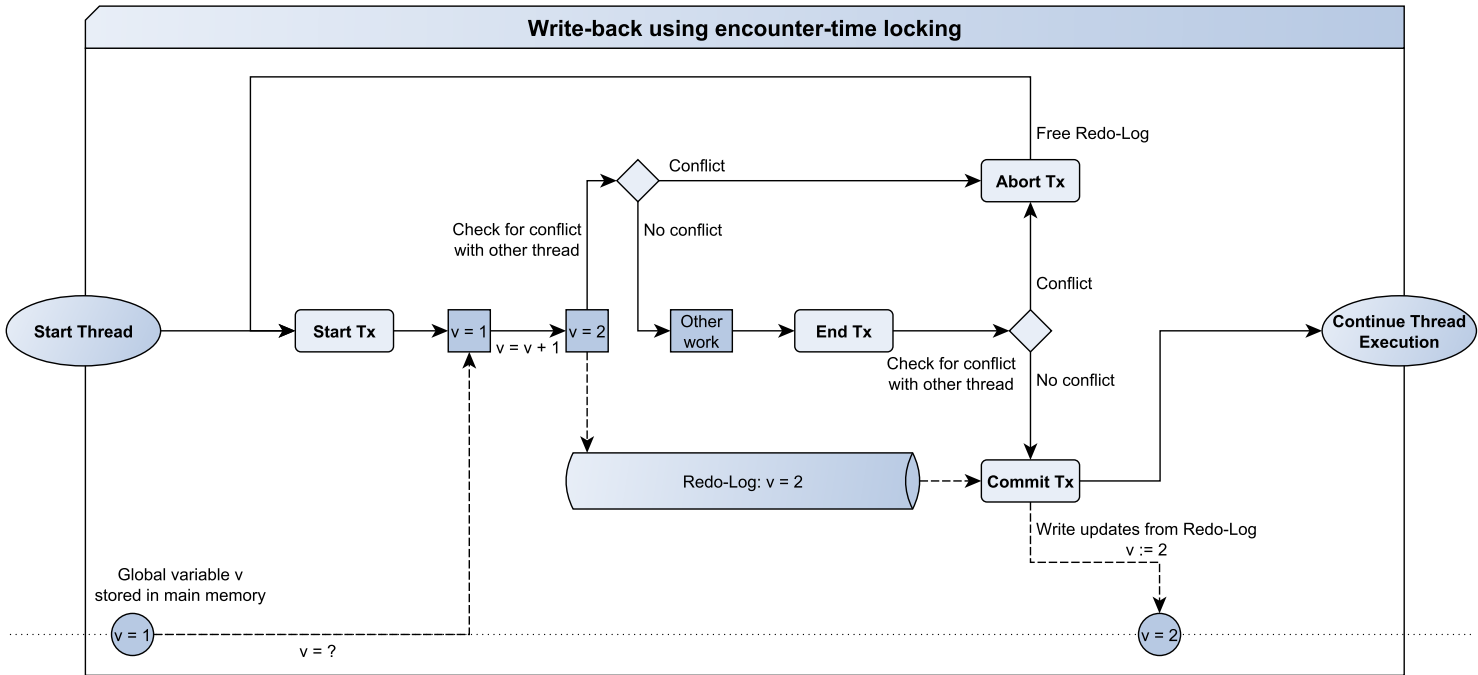 Write-back using encounter-time locking
Free Redo-Log
Conflict
Abort Tx
Check for conflict
with other thread
No conflict
Conflict
Start Thread
Start Tx
v = 1
v = v + 1
v = 2
Other
work
End Tx
Check for conflict
with other thread
No conflict
Continue Thread
Execution
Redo-Log: v = 2
Commit Tx
Write updates from Redo-Log
v := 2
Global variable v
stored in main memory
v = 1
v = ?
v = 2